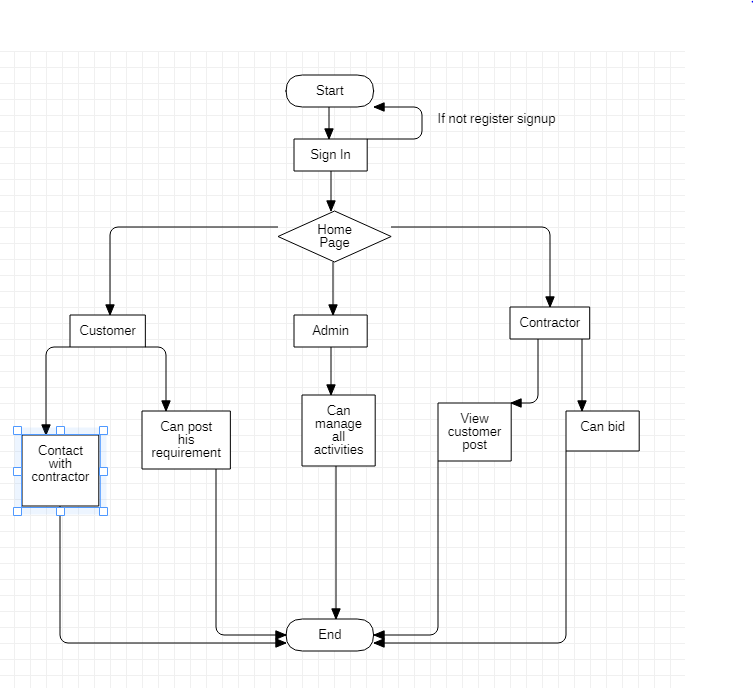 Start
If not register signup
Sign In
Home
Page
Customer
Admin
Contractor
Contact
with
contractor
Can post
his
requirement
Can
manage
all
activities
View
customer
post
Can bid
End